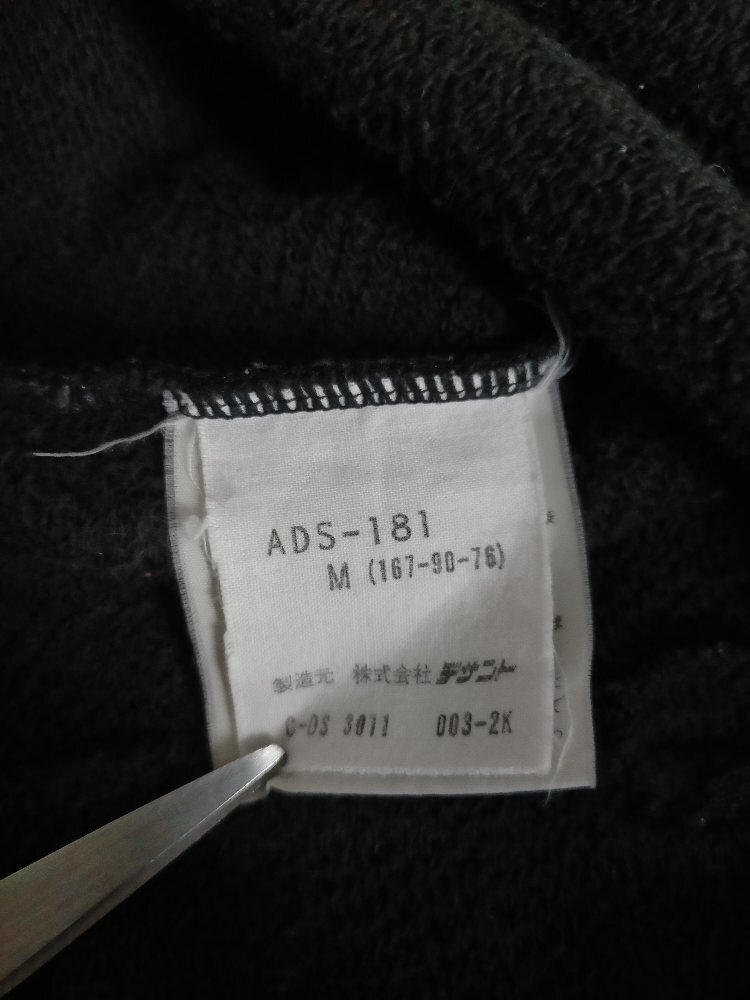 ADS-181
M (167-90-76)
製造元 株式会社 デサント
C-DS 3011 003-2K